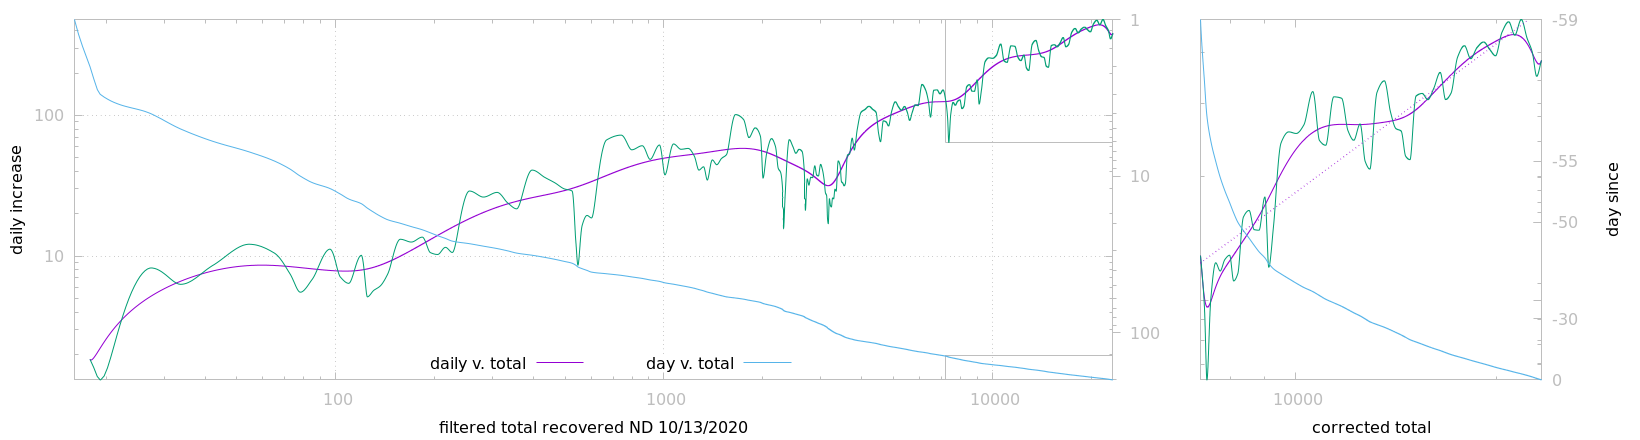 daily increase
100
10
100
1000
10000
1
10
100
daily v. total
day v. total
filtered total recovered ND 10/13/2020
-59
-55
-50
-30
0
day since
10000
corrected total